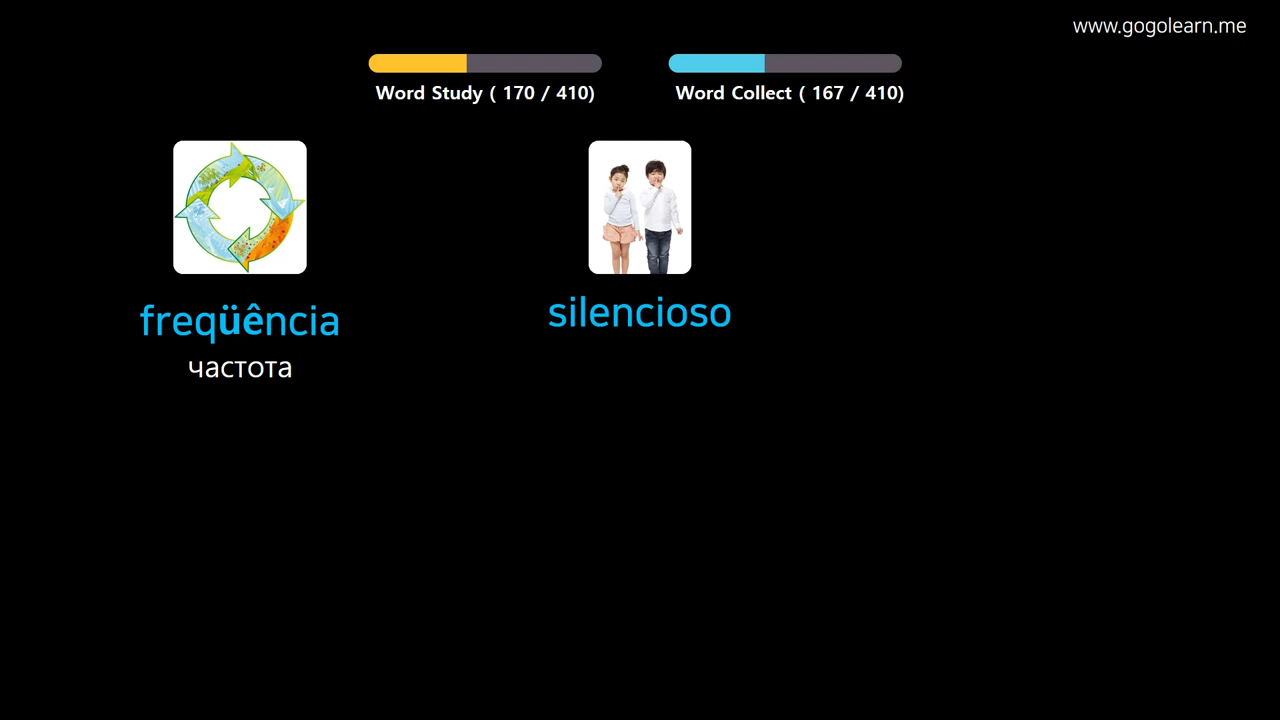 www.gogolearn.me
Word Study ( 170 / 410)
Word Collect ( 167 / 410)
freqüência
частота
silencioso